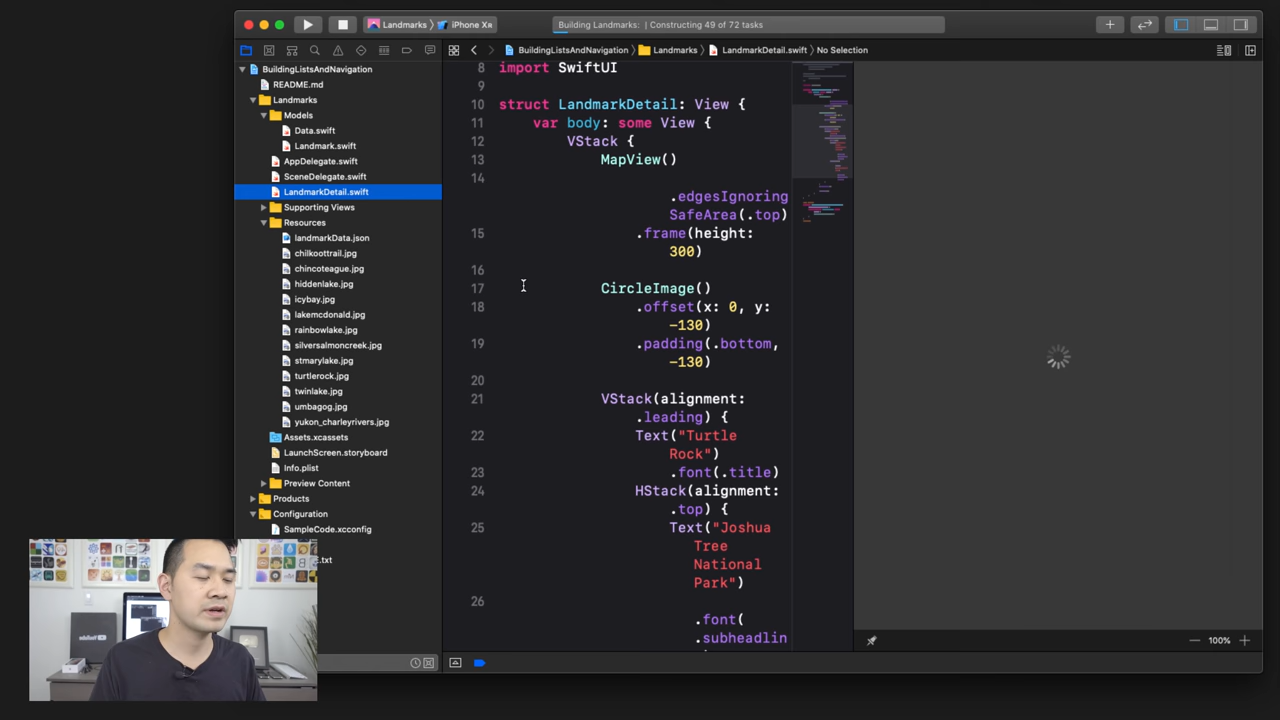 Landmarks
iPhone XR
Building Landmarks: | Constructing 49 of 72 tasks
BuildingListsAndNavigation
Landmarks
LandmarkDetail.swift
No Selection
BuildingListsAndNavigation
README.md
Landmarks
Models
Data.swift
Landmark.swift
AppDelegate.swift
SceneDelegate.swift
LandmarkDetail.swift
Supporting Views
Resources
landmarkData.json
chilkoottrail.jpg
chincoteague.jpg
hiddenlake.jpg
icybay.jpg
lakemcdonald.jpg
rainbowlake.jpg
silversalmoncreek.jpg
stmarylake.jpg
turtlerock.jpg
twinlake.jpg
umbagog.jpg
yukon_charleyrivers.jpg
Assets.xcassets
LaunchScreen.storyboard
Info.plist
Preview Content
Products
Configuration
SampleCode.xcconfig
.txt
8 import SwiftUI
9
10 struct LandmarkDetail: View {
11 var body: some View {
12 VStack {
13 MapView()
14
.edgesIgnoring
SafeArea(.top)
15 .frame(height:
300)
16
17 CircleImage()
18 .offset(x: 0, y:
-130)
19 .padding(.bottom,
-130)
20
21 VStack(alignment:
.leading) {
22 Text("Turtle
Rock")
23 .font(.title)
24 HStack(alignment:
.top) {
25 Text("Joshua
Tree
National
Park")
26
.font(
.subheadlin
100%